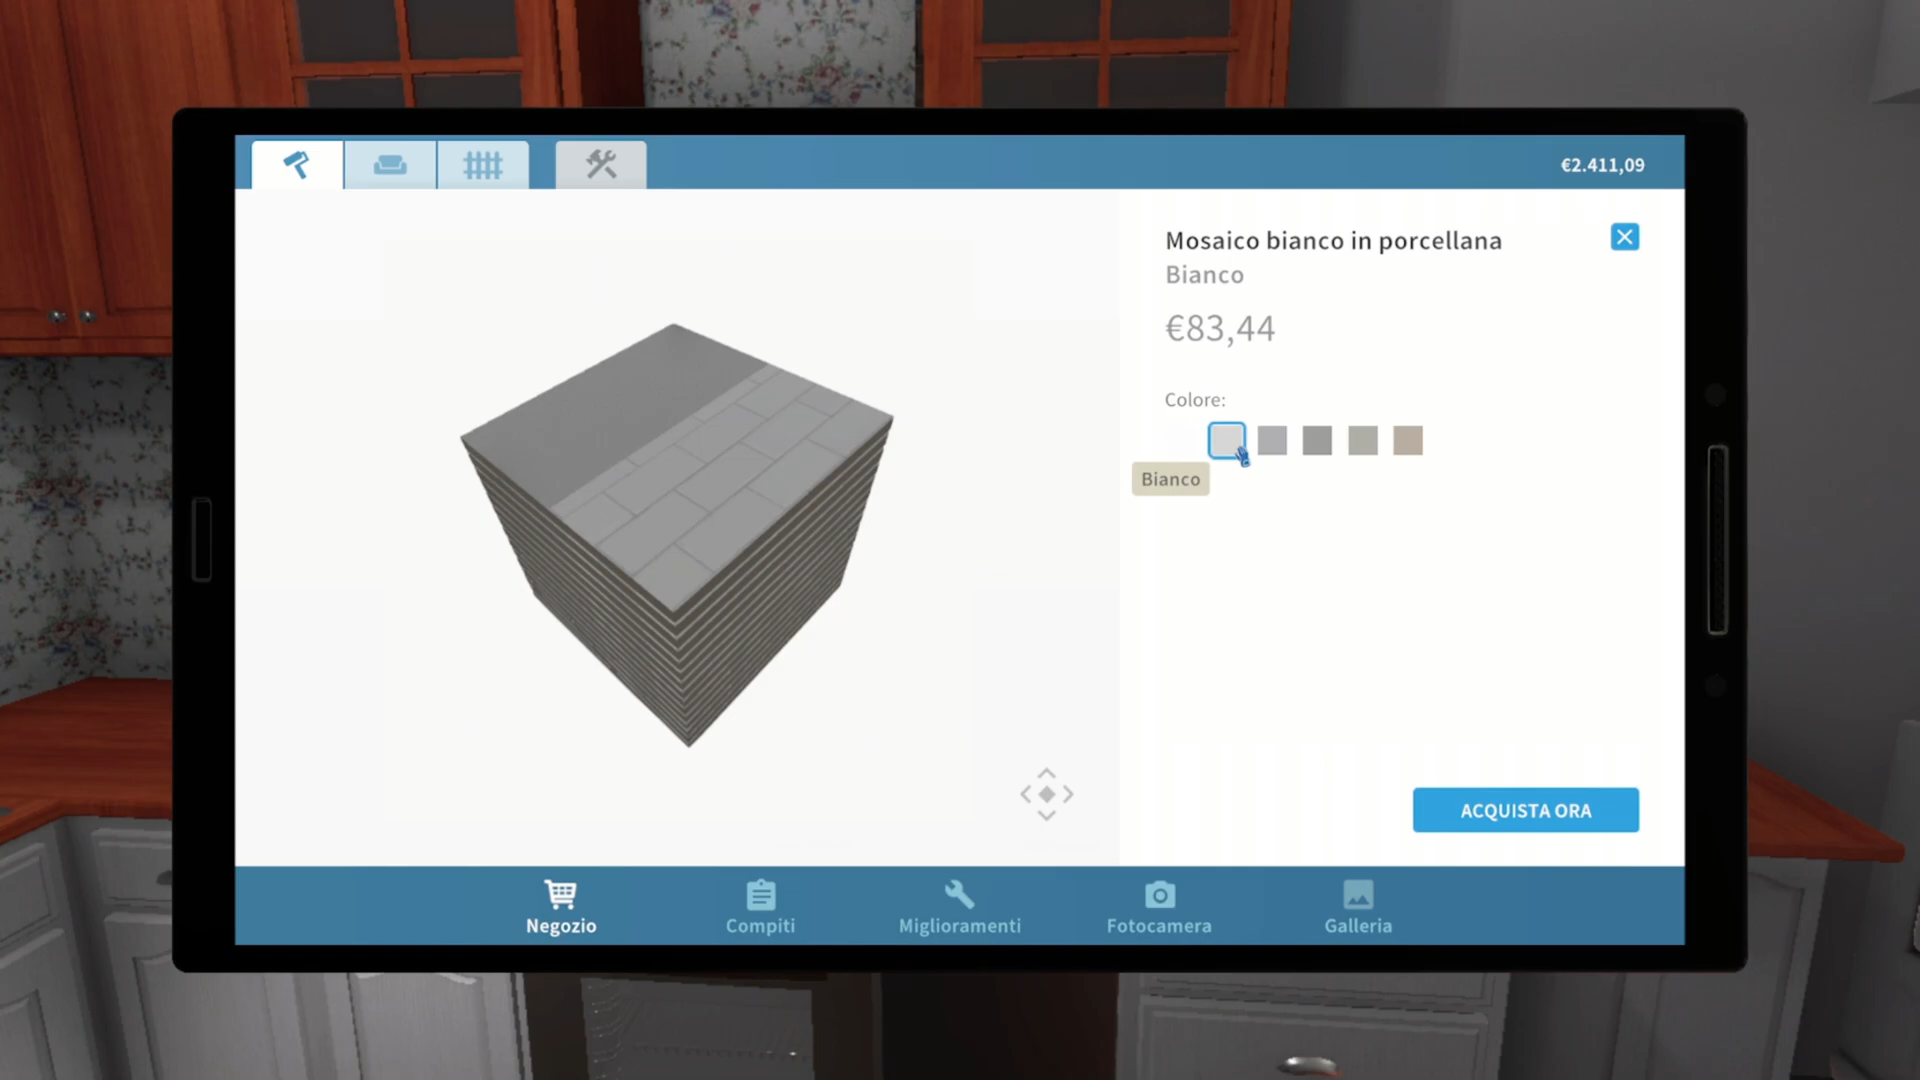 €2.411,09
Mosaico bianco in porcellana
Bianco
€83,44
Colore:
Bianco
ACQUISTA ORA
Negozio
Compiti
Miglioramenti
Fotocamera
Galleria